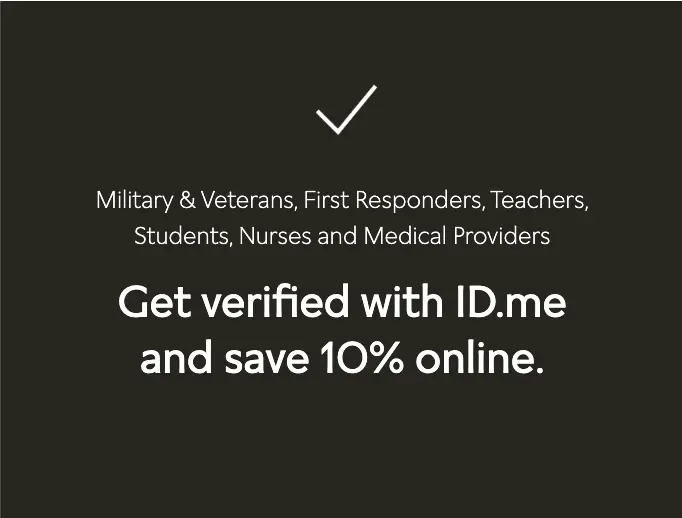 Military & Veterans, First Responders, Teachers,
Students, Nurses and Medical Providers
Get verified with ID.me
and save 10% online.